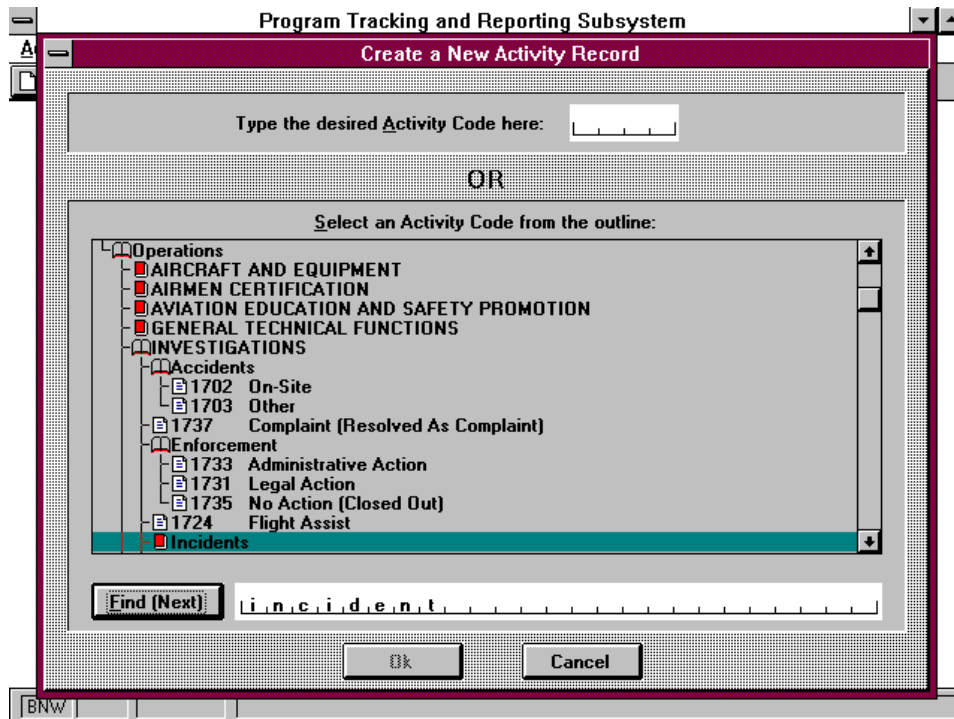 Program Tracking and Reporting Subsystem
Create a New Activity Record
Type the desired Activity Code here:
OR
Select an Activity Code from the outline:
Operations
AIRCRAFT AND EQUIPMENT
AIRMEN CERTIFICATION
AVIATION EDUCATION AND SAFETY PROMOTION
GENERAL TECHNICAL FUNCTIONS
INVESTIGATIONS
Accidents
1702 On-Site
1703 Other
1737 Complaint (Resolved As Complaint)
Enforcement
1733 Administrative Action
1731 Legal Action
1735 No Action (Closed Out)
1724 Flight Assist
Incidents
Find (Next) incident
Ok Cancel
BNW